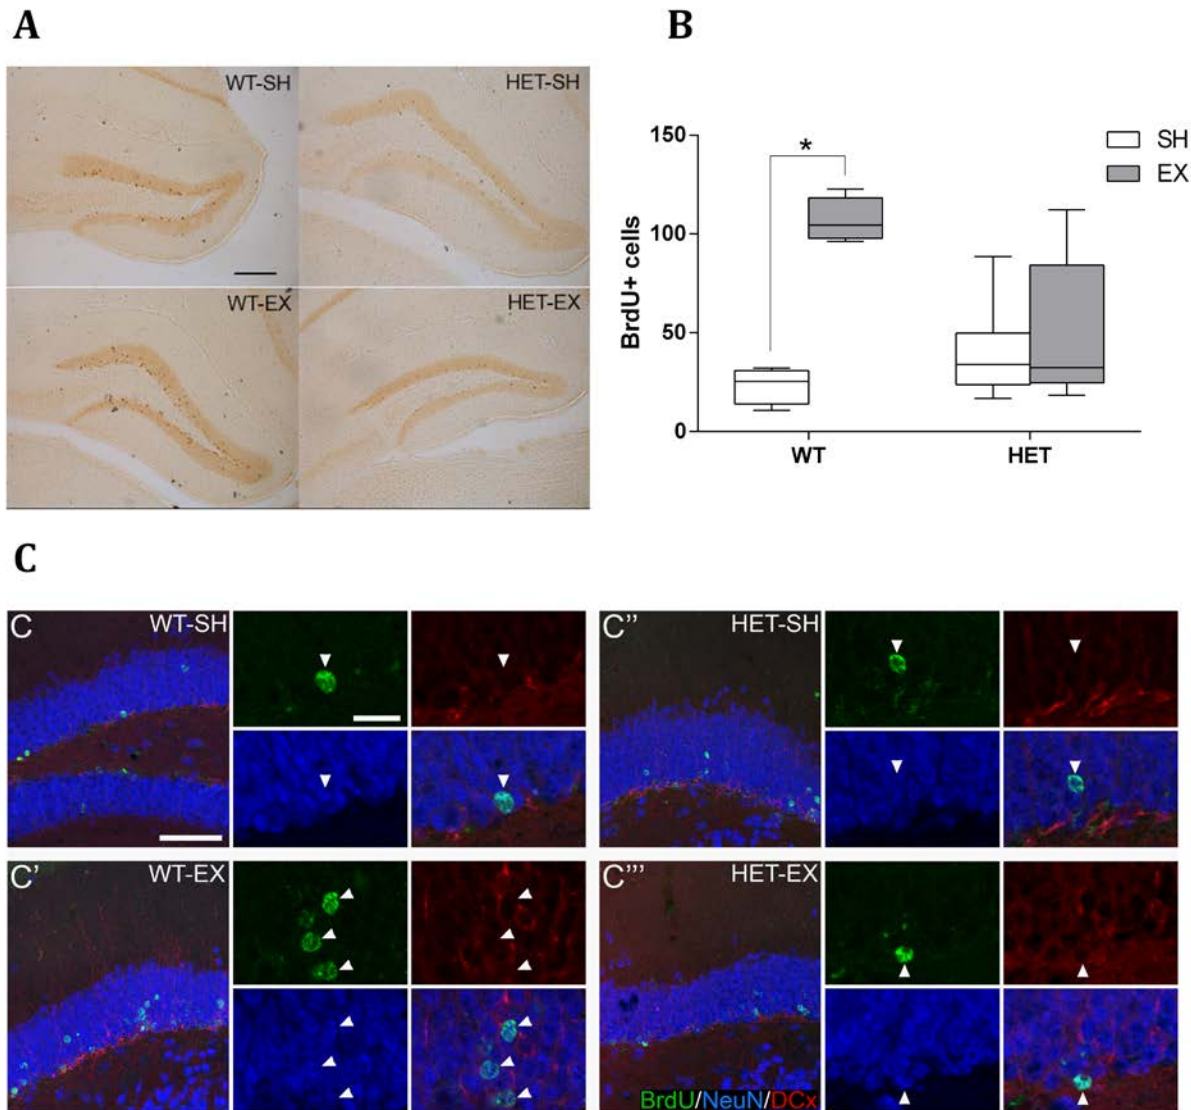 A
B
WT-SH
HET-SH
WT-EX
HET-EX
150
100
50
0
BrdU+ cells
*
SH
EX
WT
HET
C
C
WT-SH
C''
HET-SH
C'
WT-EX
C'''
HET-EX
BrdU/NeuN/DCx